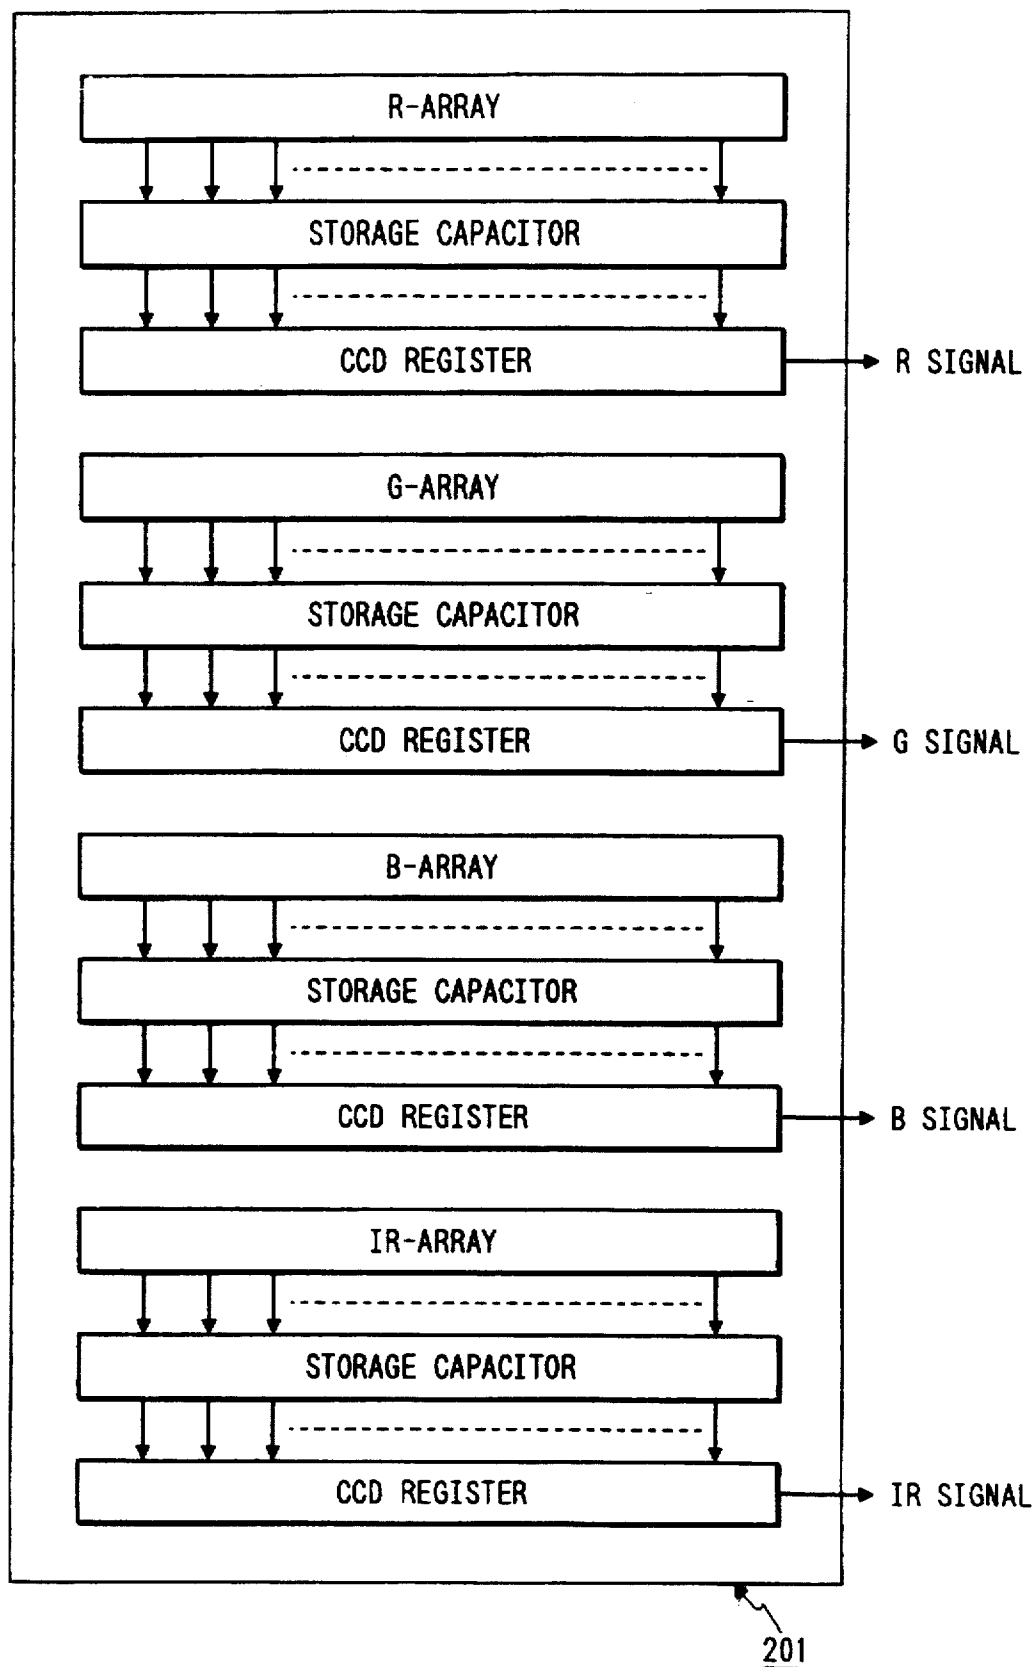 R-ARRAY
STORAGE CAPACITOR
CCD REGISTER
R SIGNAL
G-ARRAY
STORAGE CAPACITOR
CCD REGISTER
G SIGNAL
B-ARRAY
STORAGE CAPACITOR
CCD REGISTER
B SIGNAL
IR-ARRAY
STORAGE CAPACITOR
CCD REGISTER
IR SIGNAL
201